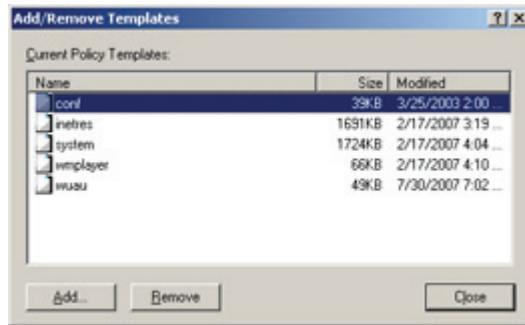 Add/Remove Templates
Current Policy Templates:
Name Size Modified
conf 39KB 3/25/2003 2:00 ...
inetres 1691KB 2/17/2007 3:19 ...
system 1724KB 2/17/2007 4:04 ...
wmplayer 66KB 2/17/2007 4:10 ...
wuau 49KB 7/30/2007 7:02 ...
Add... Remove Close